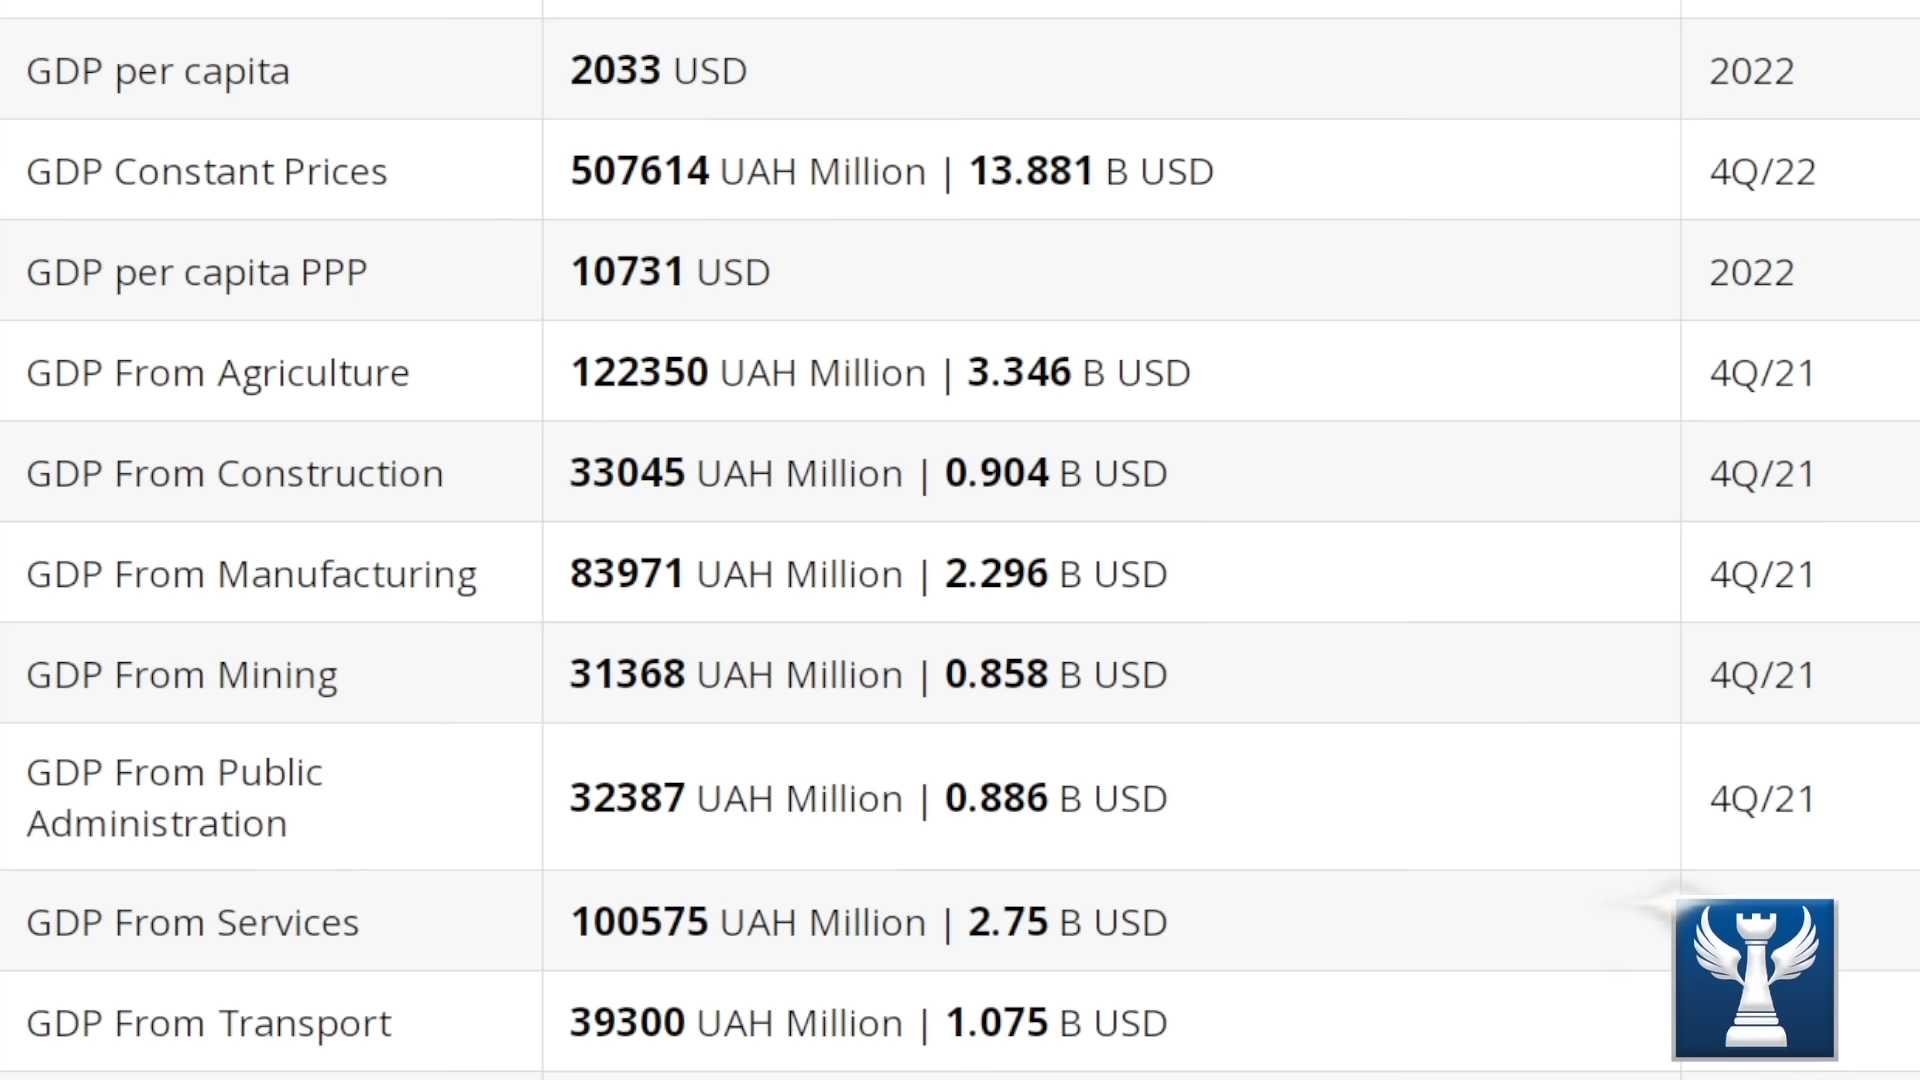 GDP per capita 2033 USD 2022
GDP Constant Prices 507614 UAH Million | 13.881 B USD 4Q/22
GDP per capita PPP 10731 USD 2022
GDP From Agriculture 122350 UAH Million | 3.346 B USD 4Q/21
GDP From Construction 33045 UAH Million | 0.904 B USD 4Q/21
GDP From Manufacturing 83971 UAH Million | 2.296 B USD 4Q/21
GDP From Mining 31368 UAH Million | 0.858 B USD 4Q/21
GDP From Public
Administration 32387 UAH Million | 0.886 B USD 4Q/21
GDP From Services 100575 UAH Million | 2.75 B USD
GDP From Transport 39300 UAH Million | 1.075 B USD